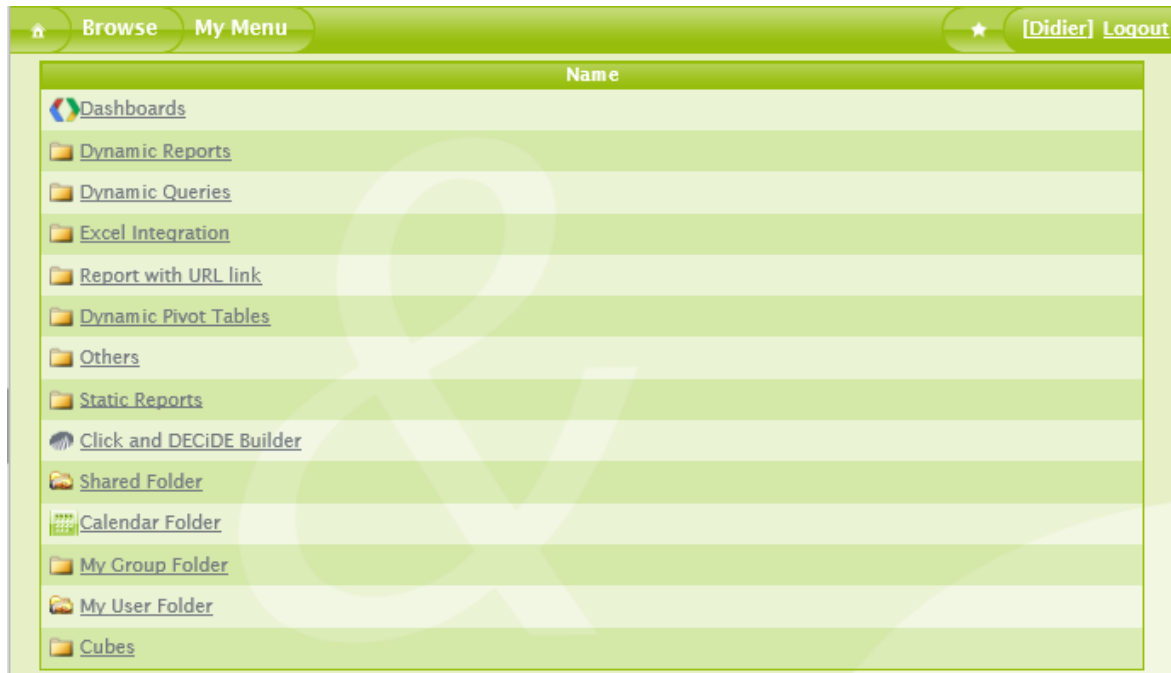 Browse My Menu [Didier] Logout
Name
Dashboards
Dynamic Reports
Dynamic Queries
Excel Integration
Report with URL link
Dynamic Pivot Tables
Others
Static Reports
Click and DECiDE Builder
Shared Folder
Calendar Folder
My Group Folder
My User Folder
Cubes